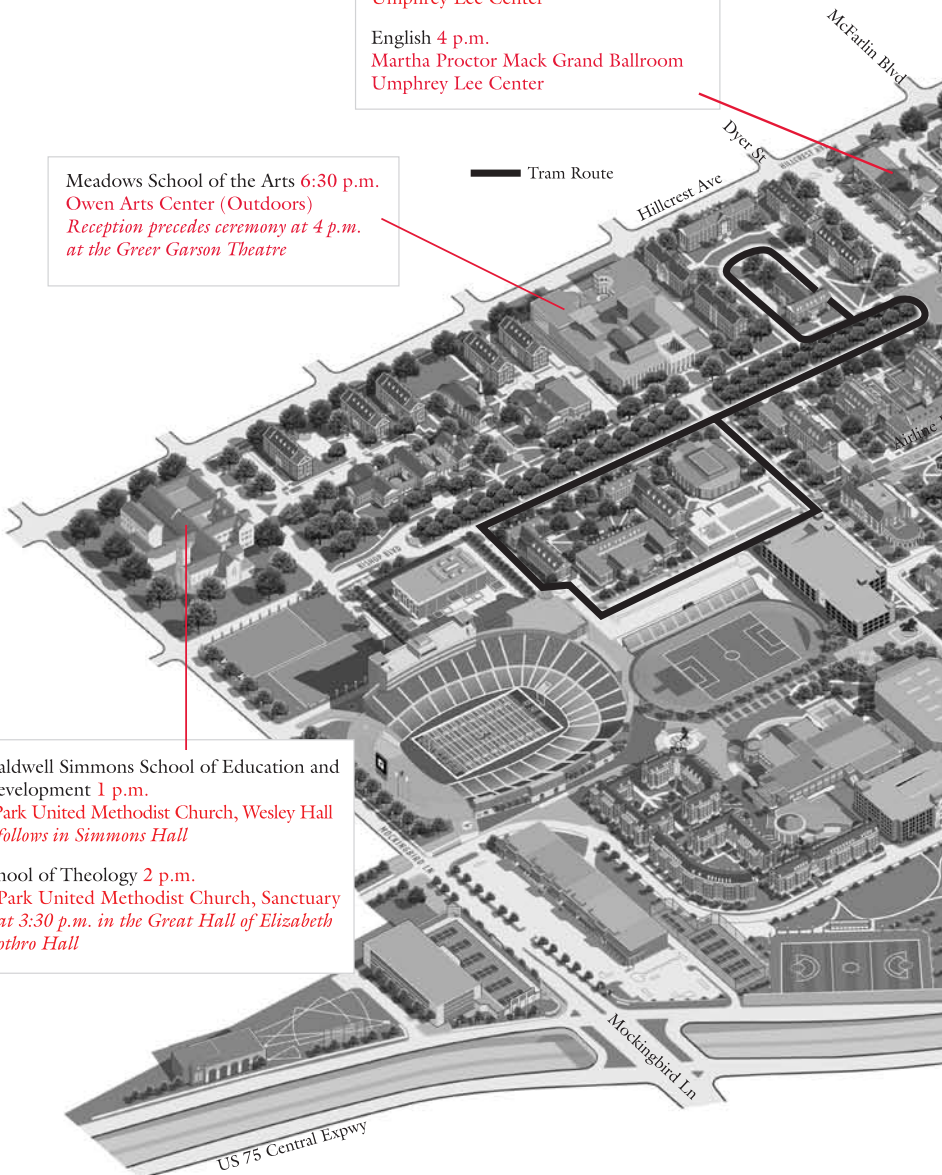 Umphrey Lee Center
English 4 p.m.
Martha Proctor Mack Grand Ballroom
Umphrey Lee Center
McFarlin Blvd
Dyer St
Hillcrest Ave
Tram Route
Meadows School of the Arts 6:30 p.m.
Owen Arts Center (Outdoors)
Reception precedes ceremony at 4 p.m.
at the Greer Garson Theatre
Airline
BISHOP BLVD
aldwell Simmons School of Education and
evelopment 1 p.m.
Park United Methodist Church, Wesley Hall
follows in Simmons Hall
hool of Theology 2 p.m.
Park United Methodist Church, Sanctuary
at 3:30 p.m. in the Great Hall of Elizabeth
othro Hall
MOCKINGBIRD LN
Mockingbird Ln
US 75 Central Expwy